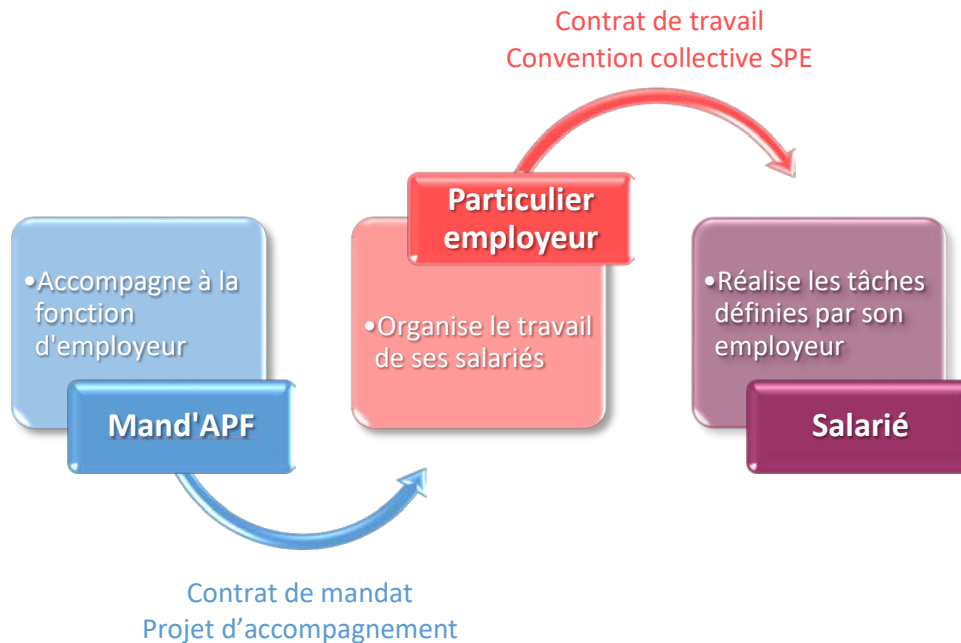 Contrat de travail
Convention collective SPE
•Accompagne à la
fonction
d'employeur
Mand'APF
Particulier
employeur
•Organise le travail
de ses salariés
•Réalise les tâches
définies par son
employeur
Salarié
Contrat de mandat
Projet d’accompagnement